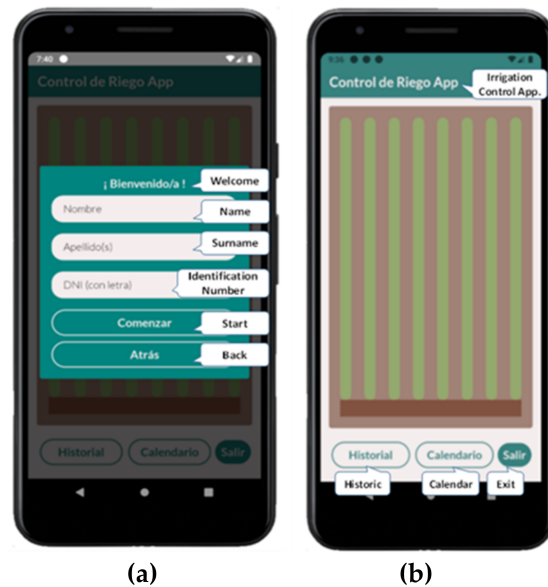 7:40
Control de Riego App
¡ Bienvenido/a !
Welcome
Nombre
Name
Apellido(s)
Surname
DNI (con letra)
Identification
Number
Comenzar
Start
Atrás
Back
Historial
Calendario
Salir
(a)
9:36
Control de Riego App
Irrigation
Control App.
Historial
Calendario
Salir
Historic
Calendar
Exit
(b)